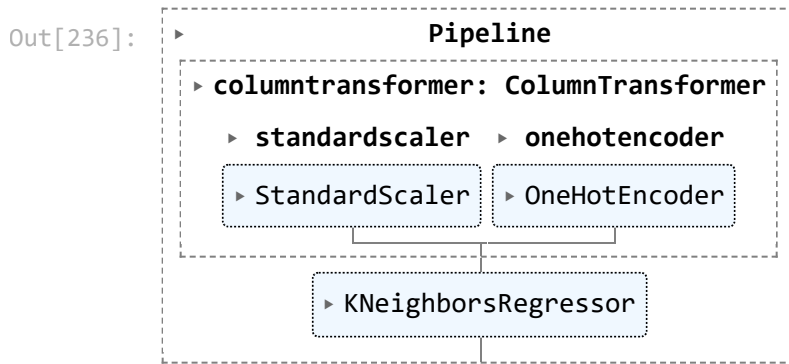 Out[236]:
Pipeline
columntransformer: ColumnTransformer
standardscaler onehotencoder
StandardScaler OneHotEncoder
KNeighborsRegressor